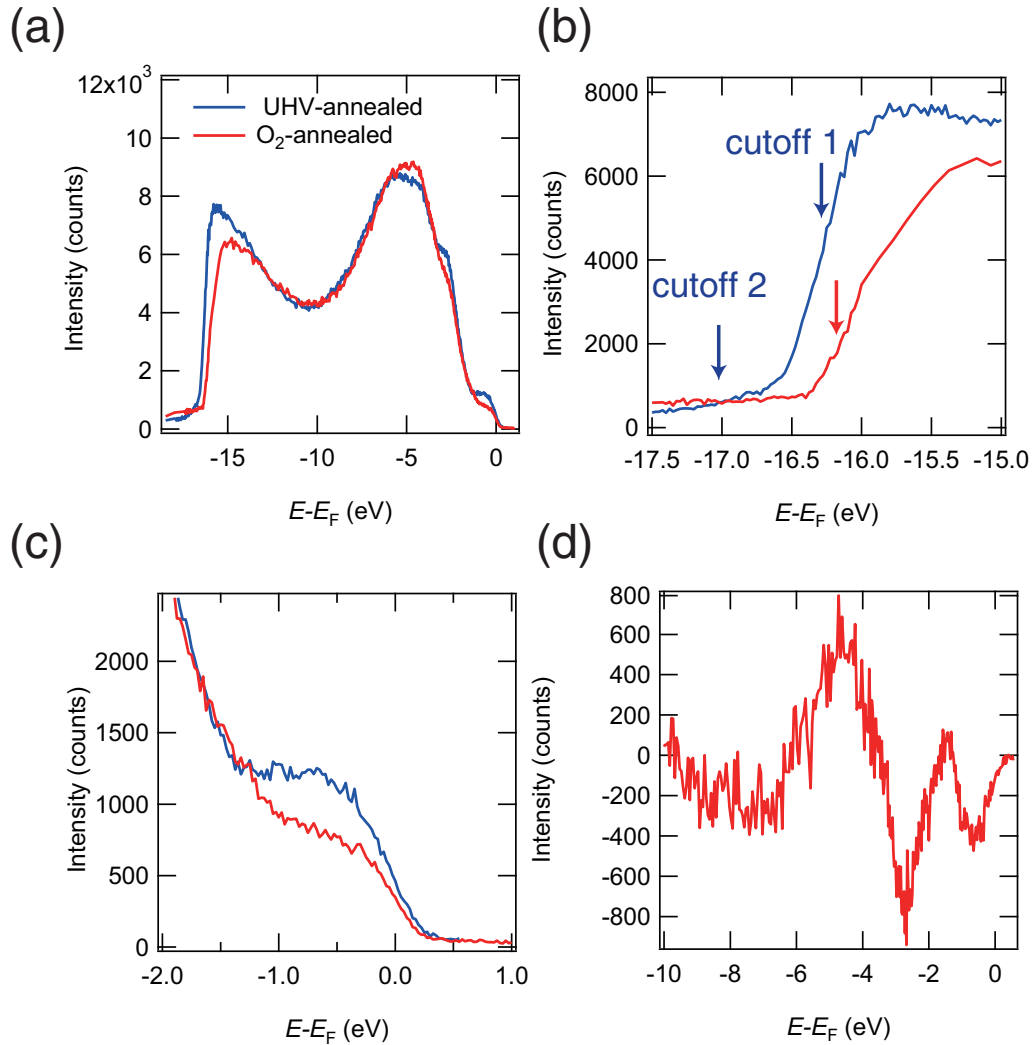 (a)
12x10³
10
8
6
4
2
0
Intensity (counts)
UHV-annealed
O₂-annealed
-15
-10
-5
0
E-E_F (eV)
(b)
8000
6000
4000
2000
0
Intensity (counts)
cutoff 1
cutoff 2
-17.5
-17.0
-16.5
-16.0
-15.5
-15.0
E-E_F (eV)
(c)
2000
1500
1000
500
0
Intensity (counts)
-2.0
-1.0
0.0
1.0
E-E_F (eV)
(d)
800
600
400
200
0
-200
-400
-600
-800
Intensity (counts)
-10
-8
-6
-4
-2
0
E-E_F (eV)